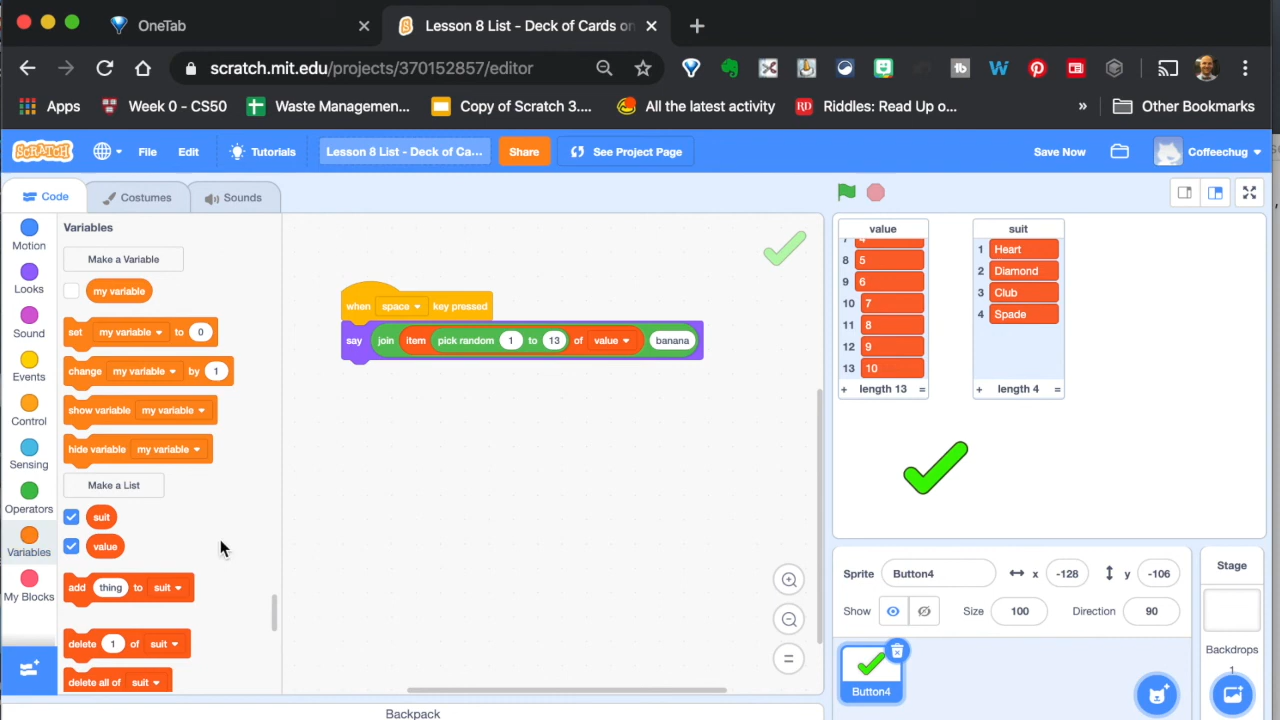 OneTab
Lesson 8 List - Deck of Cards on
scratch.mit.edu/projects/370152857/editor
Apps
Week 0 - CS50
Waste Managemen...
Copy of Scratch 3....
All the latest activity
RD
Riddles: Read Up o...
»
Other Bookmarks
SCRATCH
File
Edit
Tutorials
Lesson 8 List - Deck of Ca...
Share
See Project Page
Save Now
Coffeechug
Code
Costumes
Sounds
Motion
Looks
Sound
Events
Control
Sensing
Operators
Variables
My Blocks
Variables
Make a Variable
my variable
set my variable to 0
change my variable by 1
show variable my variable
hide variable my variable
Make a List
suit
value
add thing to suit
delete 1 of suit
delete all of suit
when space key pressed
say join item pick random 1 to 13 of value banana
value
7 4
8 5
9 6
10 7
11 8
12 9
13 10
+ length 13 =
suit
1 Heart
2 Diamond
3 Club
4 Spade
+ length 4 =
Sprite Button4 x -128 y -106
Show Size 100 Direction 90
Button4
Stage
Backdrops
1
Backpack